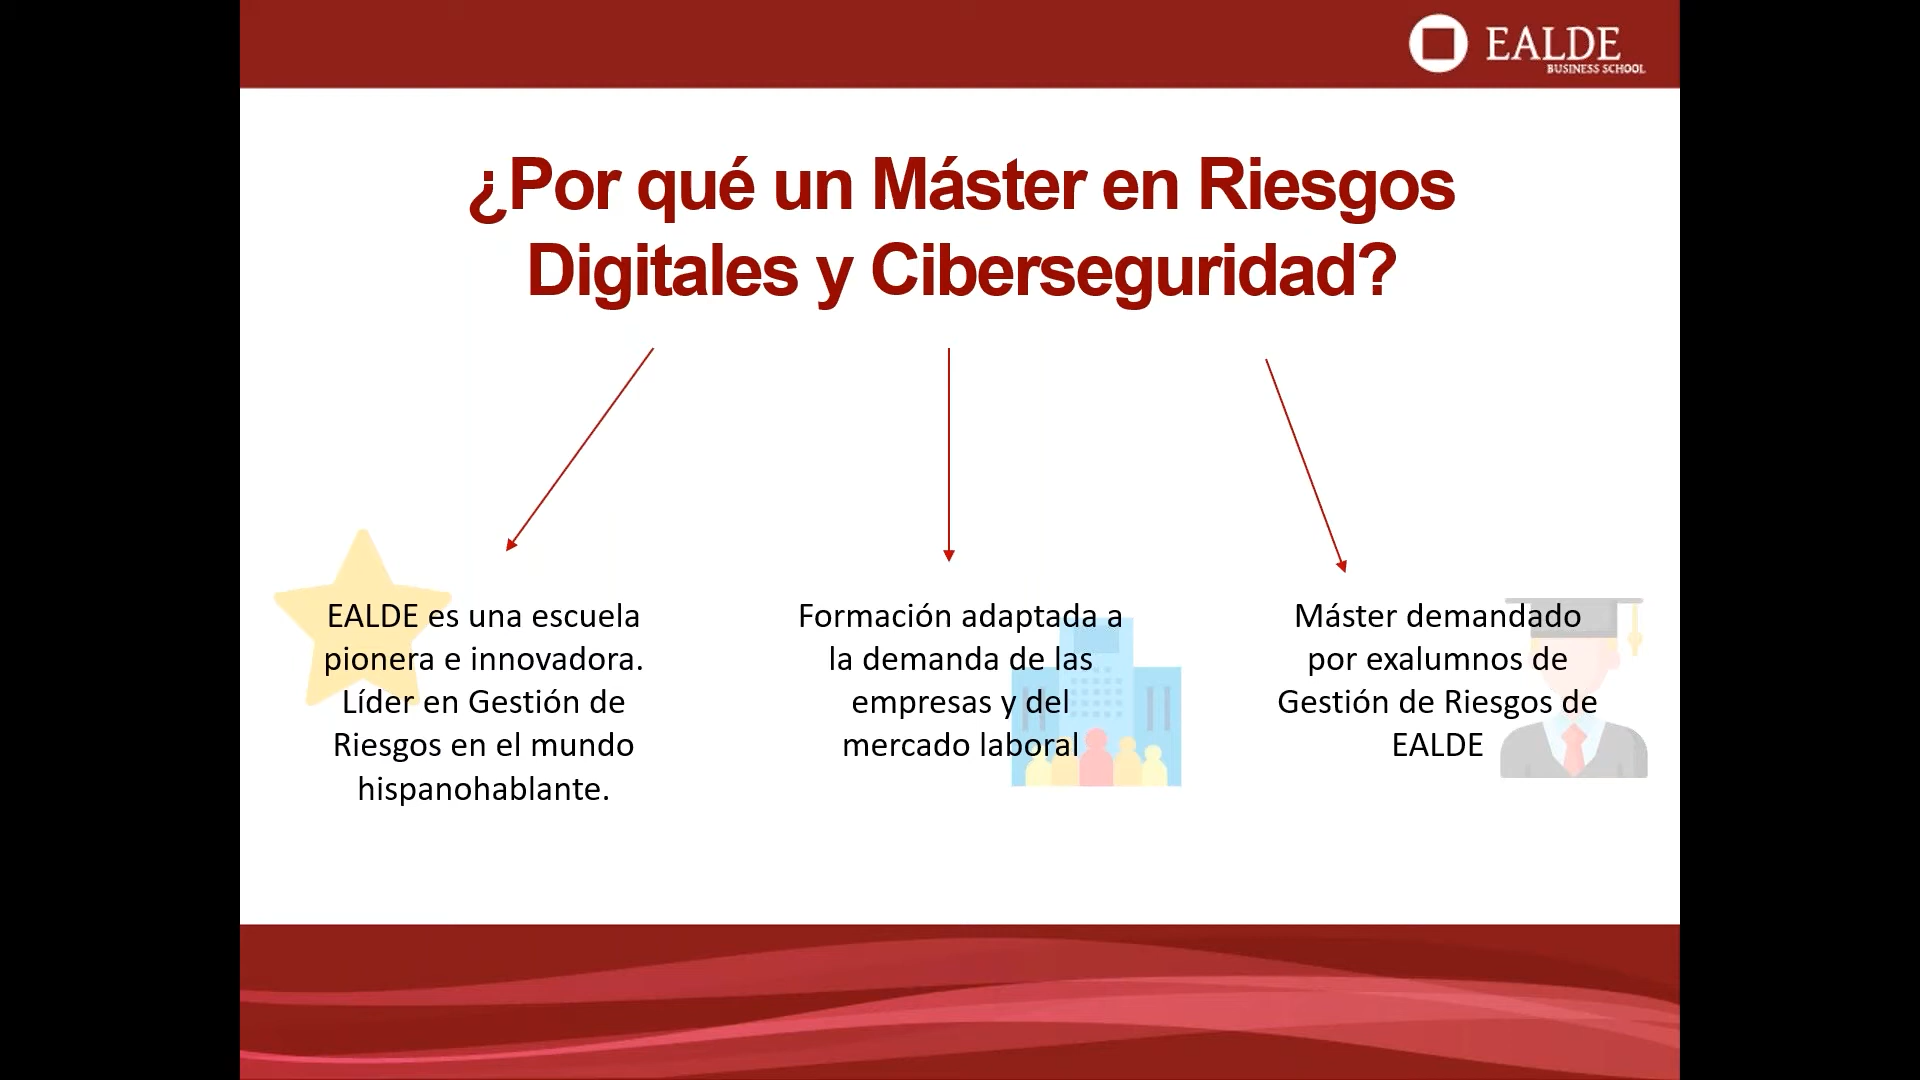 EALDE
BUSINESS SCHOOL
¿Por qué un Máster en Riesgos
Digitales y Ciberseguridad?
EALDE es una escuela
pionera e innovadora.
Líder en Gestión de
Riesgos en el mundo
hispanohablante.
Formación adaptada a
la demanda de las
empresas y del
mercado laboral
Máster demandado
por exalumnos de
Gestión de Riesgos de
EALDE